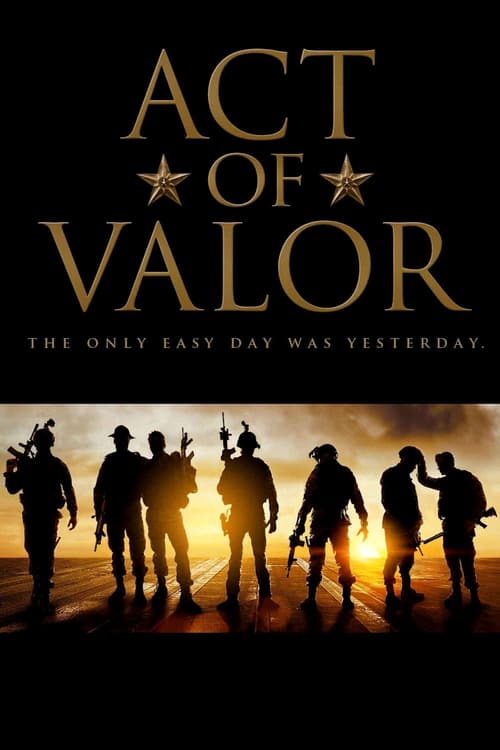 ACT
OF
VALOR
THE ONLY EASY DAY WAS YESTERDAY.